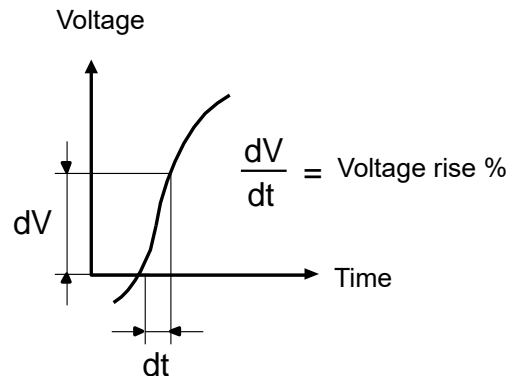 Voltage
dV
dt
= Voltage rise %
dV
Time
dt